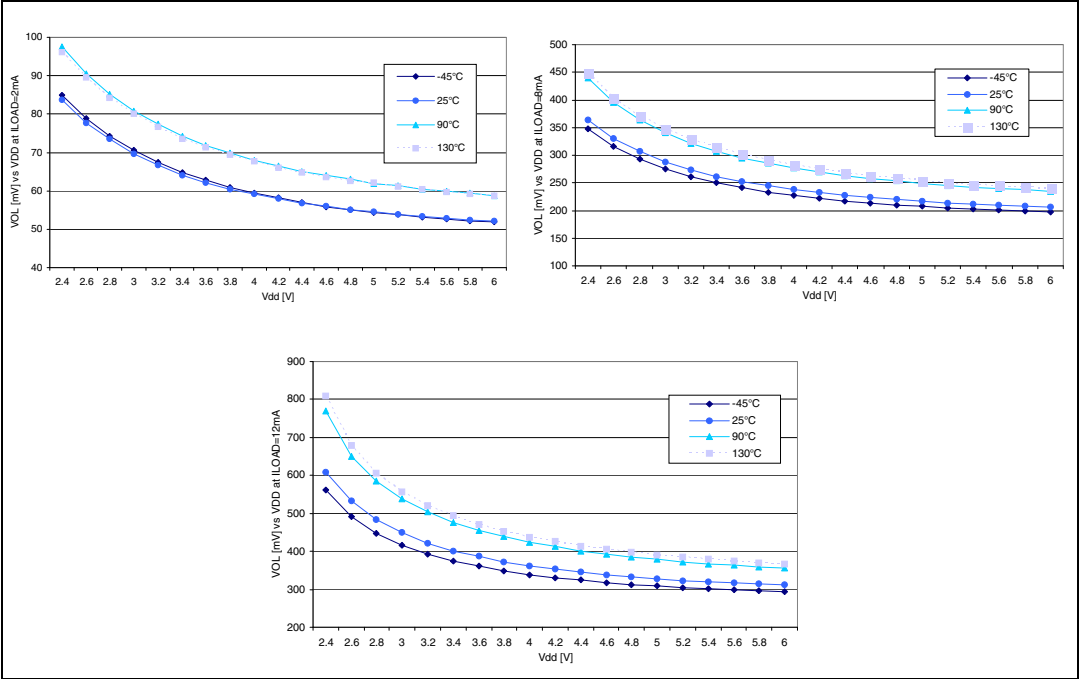 VOL [mV] vs VDD at ILOAD=2mA
100
90
80
70
60
50
40
2.4 2.6 2.8 3 3.2 3.4 3.6 3.8 4 4.2 4.4 4.6 4.8 5 5.2 5.4 5.6 5.8 6
Vdd [V]
-45°C
25°C
90°C
130°C
VOL [mV] vs VDD at ILOAD=8mA
500
450
400
350
300
250
200
150
100
2.4 2.6 2.8 3 3.2 3.4 3.6 3.8 4 4.2 4.4 4.6 4.8 5 5.2 5.4 5.6 5.8 6
Vdd [V]
-45°C
25°C
90°C
130°C
VOL [mV] vs VDD at ILOAD=12mA
900
800
700
600
500
400
300
200
2.4 2.6 2.8 3 3.2 3.4 3.6 3.8 4 4.2 4.4 4.6 4.8 5 5.2 5.4 5.6 5.8 6
Vdd [V]
-45°C
25°C
90°C
130°C